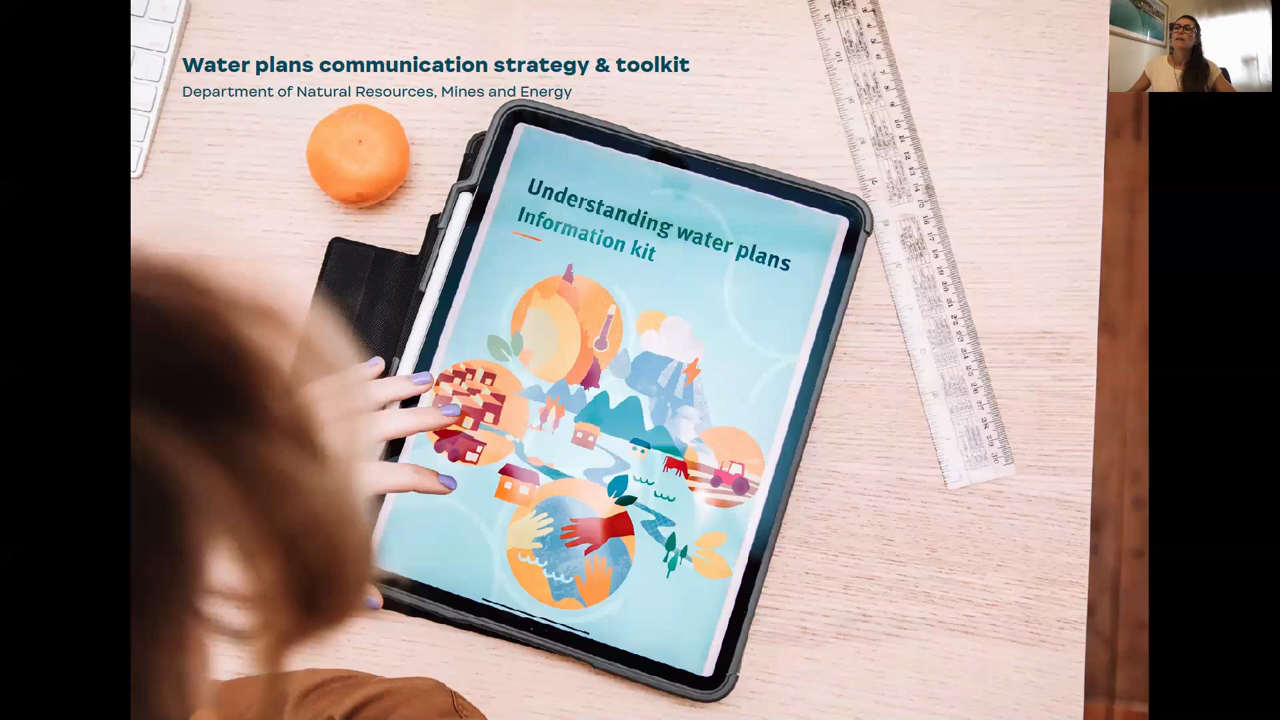 Water plans communication strategy & toolkit
Department of Natural Resources, Mines and Energy
Understanding water plans
Information kit